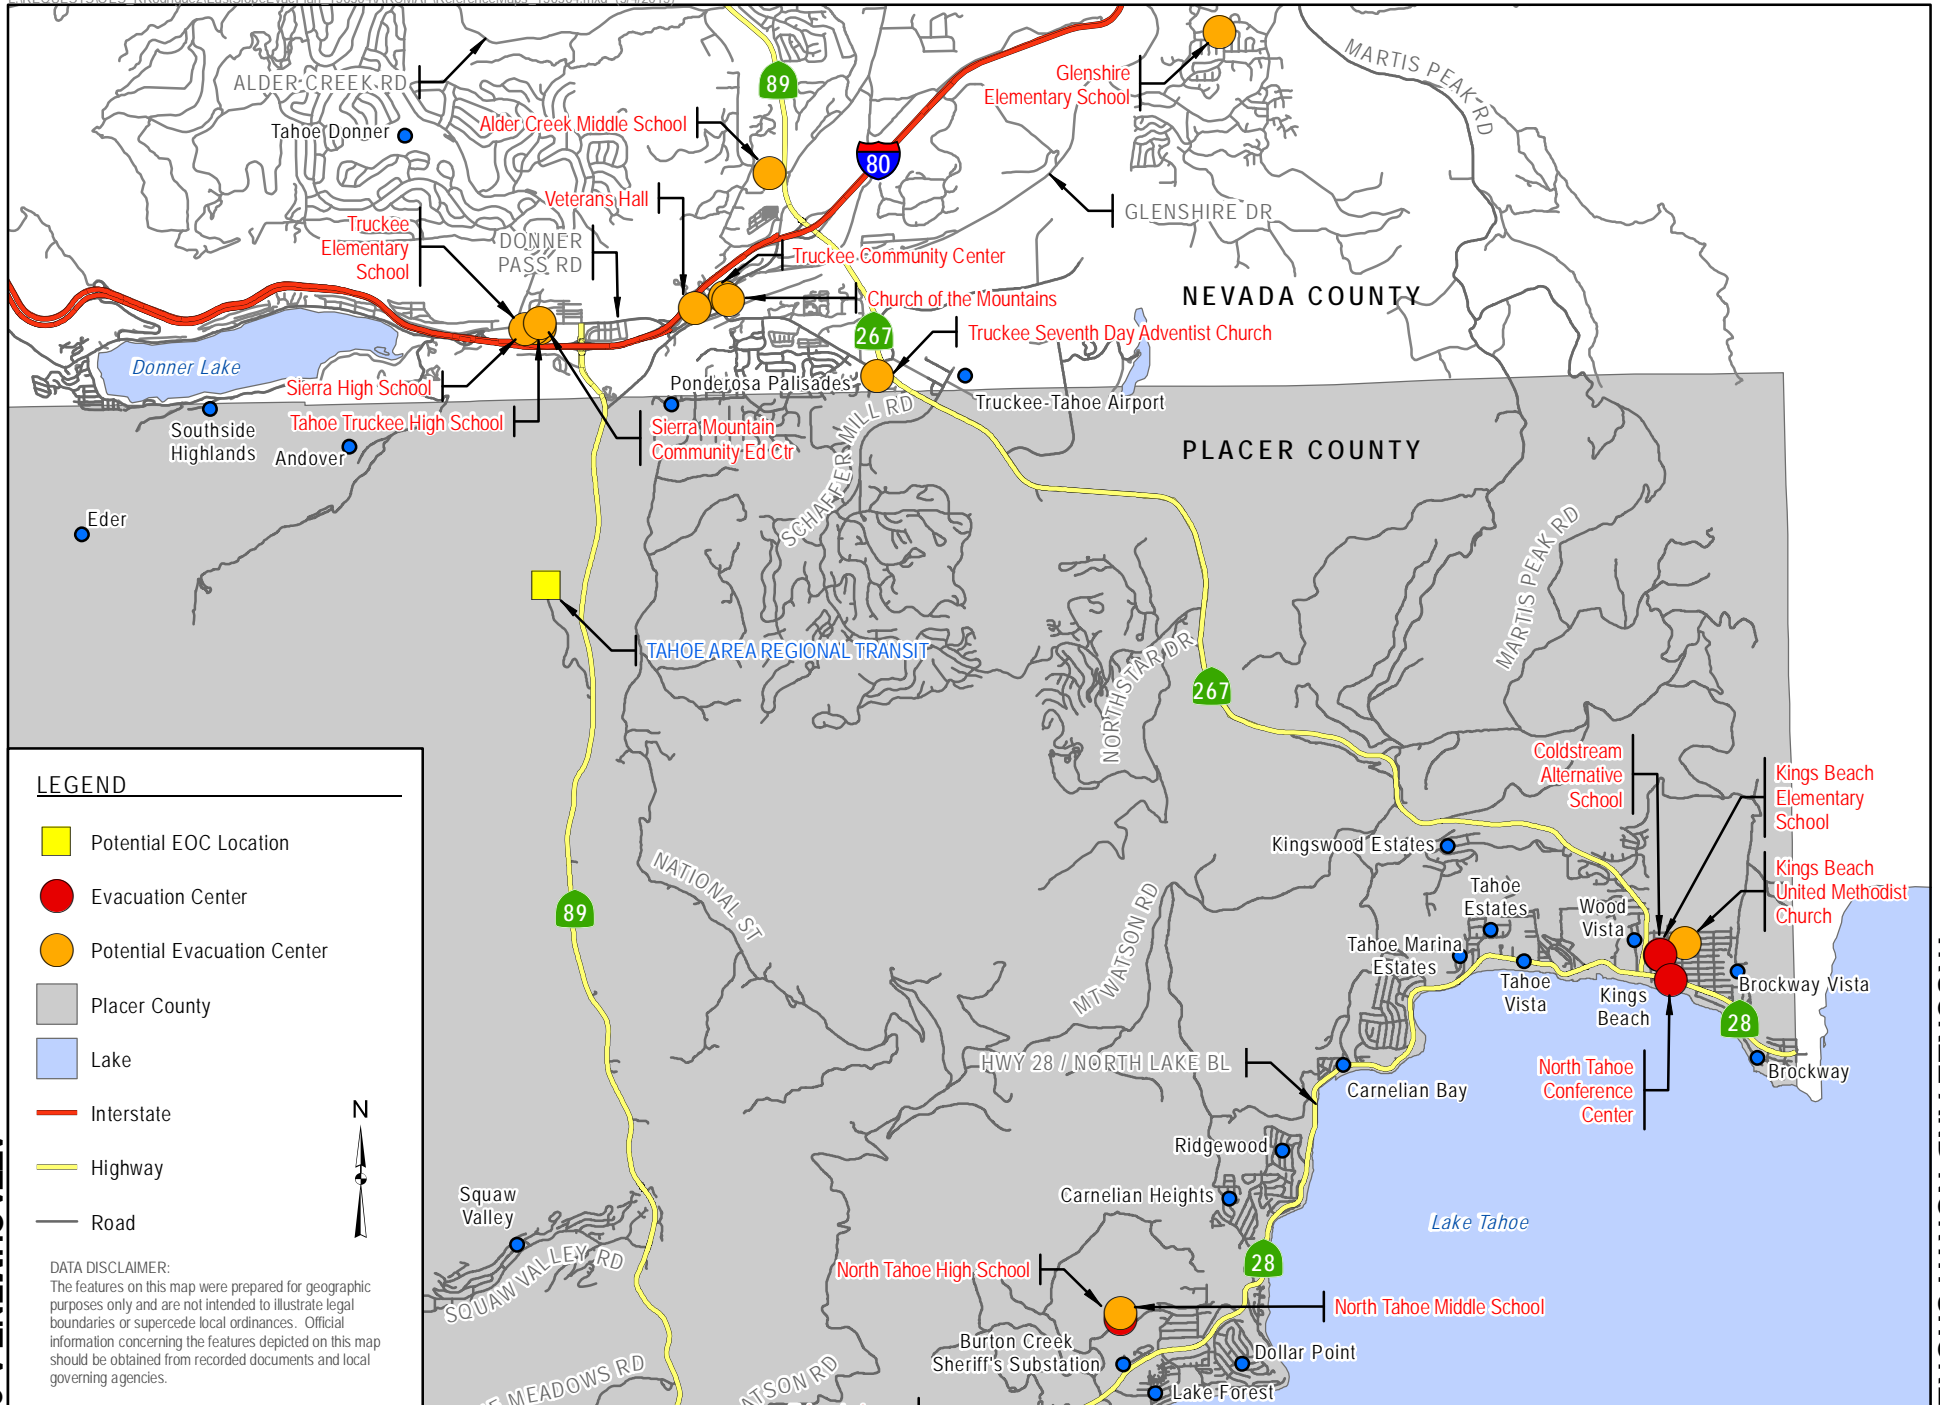 ALDER CREEK RD
Tahoe Donner
Alder Creek Middle School
89
80
Glenshire
Elementary School
MARTIS PEAK RD
Veterans Hall
GLENSHIRE DR
Truckee
Elementary
School
DONNER
PASS RD
Truckee Community Center
Church of the Mountains
NEVADA COUNTY
267
Truckee Seventh Day Adventist Church
Donner Lake
Sierra High School
Ponderosa Palisades
Truckee-Tahoe Airport
Southside
Highlands
Tahoe Truckee High School
Andover
Sierra Mountain
Community Ed Ctr
SCHAFFER MILL RD
PLACER COUNTY
Eder
MARTIS PEAK RD
TAHOE AREA REGIONAL TRANSIT
NORTHSTAR DR
267
Coldstream
Alternative
School
Kings Beach
Elementary
School
Kingswood Estates
Kings Beach
United Methodist
Church
NATIONAL ST
89
MT WATSON RD
Tahoe
Estates
Wood
Vista
Tahoe Marina
Estates
Tahoe
Vista
Kings
Beach
Brockway Vista
28
HWY 28 / NORTH LAKE BL
Carnelian Bay
North Tahoe
Conference
Center
Brockway
Ridgewood
Carnelian Heights
Squaw
Valley
SQUAW VALLEY RD
Lake Tahoe
28
North Tahoe High School
North Tahoe Middle School
Burton Creek
Sheriff's Substation
Dollar Point
Lake Forest
MEADOWS RD
LEGEND
Potential EOC Location
Evacuation Center
Potential Evacuation Center
Placer County
Lake
Interstate
Highway
Road
N
DATA DISCLAIMER:
The features on this map were prepared for geographic
purposes only and are not intended to illustrate legal
boundaries or supercede local ordinances. Official
information concerning the features depicted on this map
should be obtained from recorded documents and local
governing agencies.